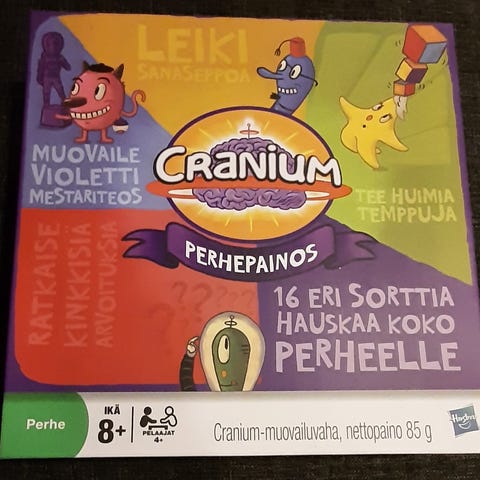 LEIKI
SANASEPPOA
MUOVAILE
VIOLETTI
MESTARITEOS
CRANIUM
PERHEPAINOS
TEE HUIMIA
TEMPPUJA
RATKAISE
KINKKISIÄ
ARVOITUKSIA
16 ERI SORTTIA
HAUSKAA KOKO
PERHEELLE
Perhe
IKÄ
8+
PELAAJAT
4+
Cranium-muovailuvaha, nettopaino 85 g
Hasbro